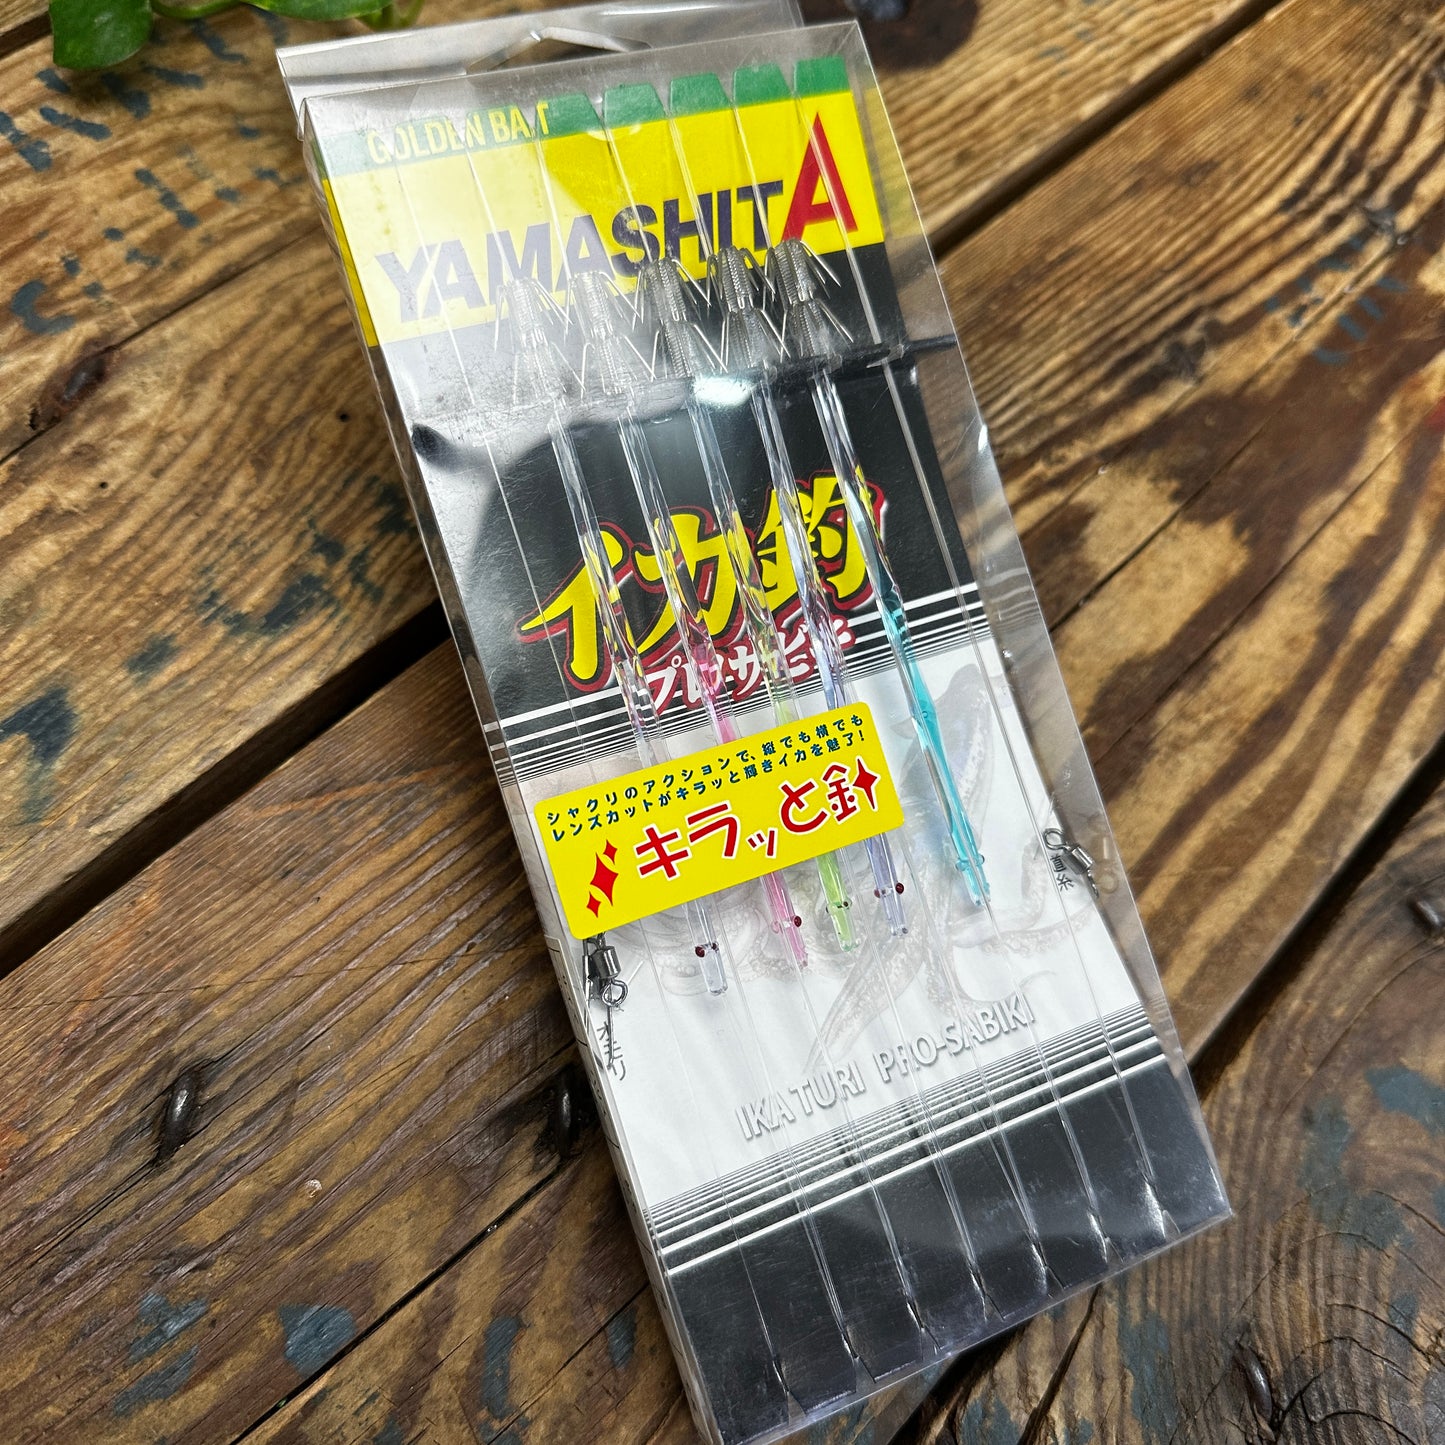 GOLDEN BAIT
YAMASHITA
イカ釣
プロサビキ
シャクリのアクションで、縦でも横でも
レンズカットがキラッと輝きイカを魅了!
キラッと針
道糸
オモリ
IKA TURI PRO-SABIKI